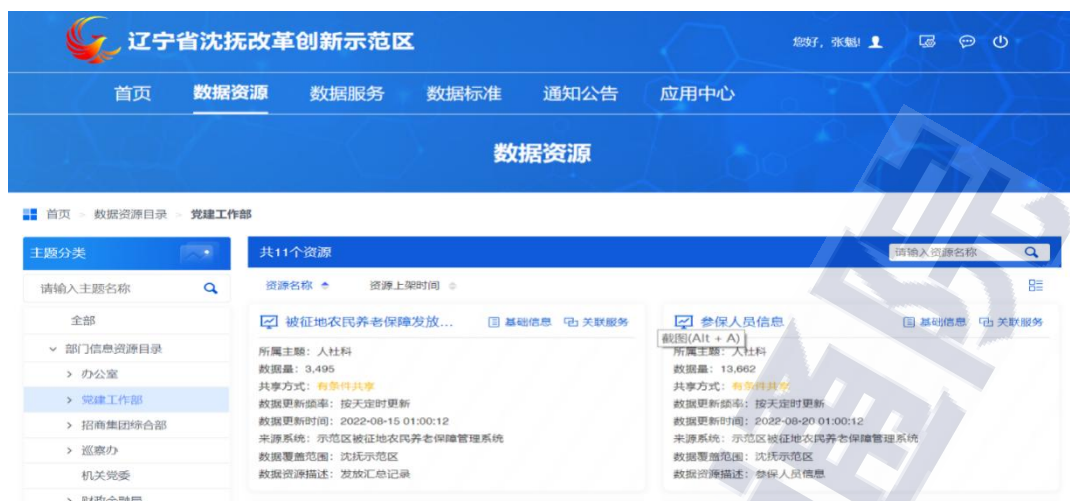 辽宁省沈抚改革创新示范区
您好，张魁!
首页 数据资源 数据服务 数据标准 通知公告 应用中心
数据资源
首页 > 数据资源目录 > 党建工作部
主题分类
共11个资源
请输入资源名称
请输入主题名称
资源名称 资源上架时间
全部
部门信息资源目录
> 办公室
> 党建工作部
> 招商集团综合部
> 巡察办
机关党委
> 财政金融局
被征地农民养老保障发放... 基础信息 关联服务
所属主题：人社科
数据量：3,495
共享方式：有条件共享
数据更新频率：按天定时更新
数据更新时间：2022-08-15 01:00:12
来源系统：示范区被征地农民养老保障管理系统
数据覆盖范围：沈抚示范区
数据资源描述：发放汇总记录
参保人员信息 基础信息 关联服务
截图(Alt + A)
所属主题：人社科
数据量：13,662
共享方式：有条件共享
数据更新频率：按天定时更新
数据更新时间：2022-08-20 01:00:12
来源系统：示范区被征地农民养老保障管理系统
数据覆盖范围：沈抚示范区
数据资源描述：参保人员信息